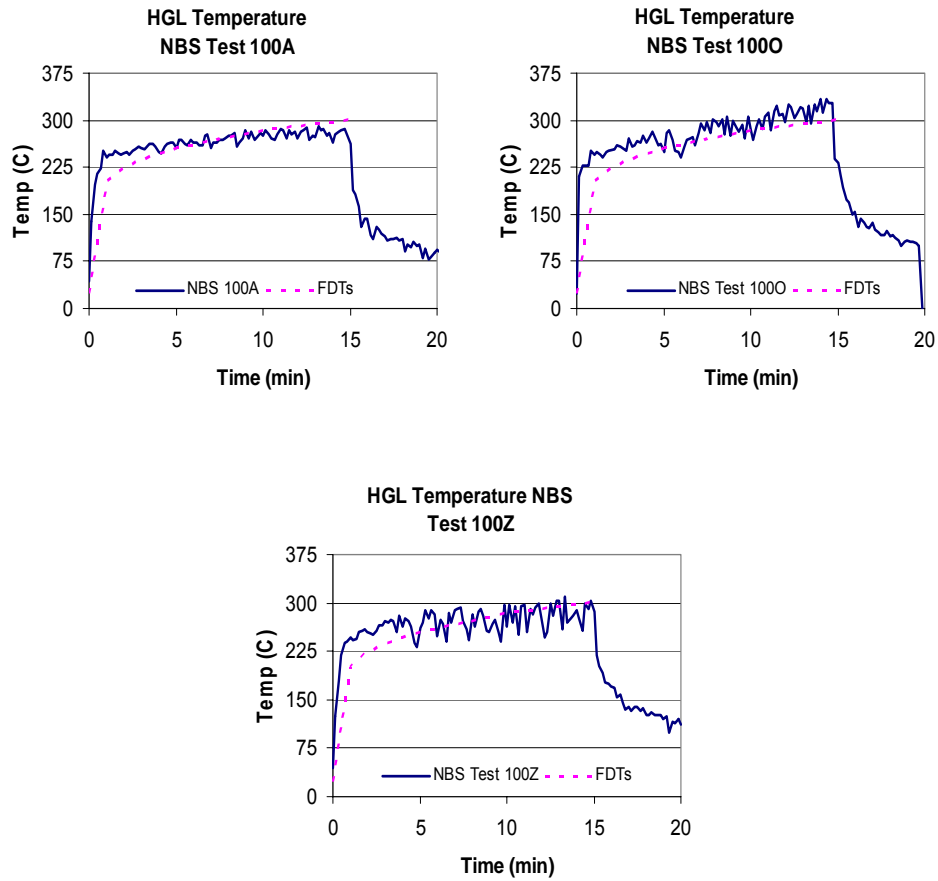 HGL Temperature
NBS Test 100A
375
300
225
150
75
0
Temp (C)
NBS 100A
FDTs
0 5 10 15 20
Time (min)
HGL Temperature
NBS Test 100O
375
300
225
150
75
0
Temp (C)
NBS Test 100O
FDTs
0 5 10 15 20
Time (min)
HGL Temperature NBS
Test 100Z
375
300
225
150
75
0
Temp (C)
NBS Test 100Z
FDTs
0 5 10 15 20
Time (min)